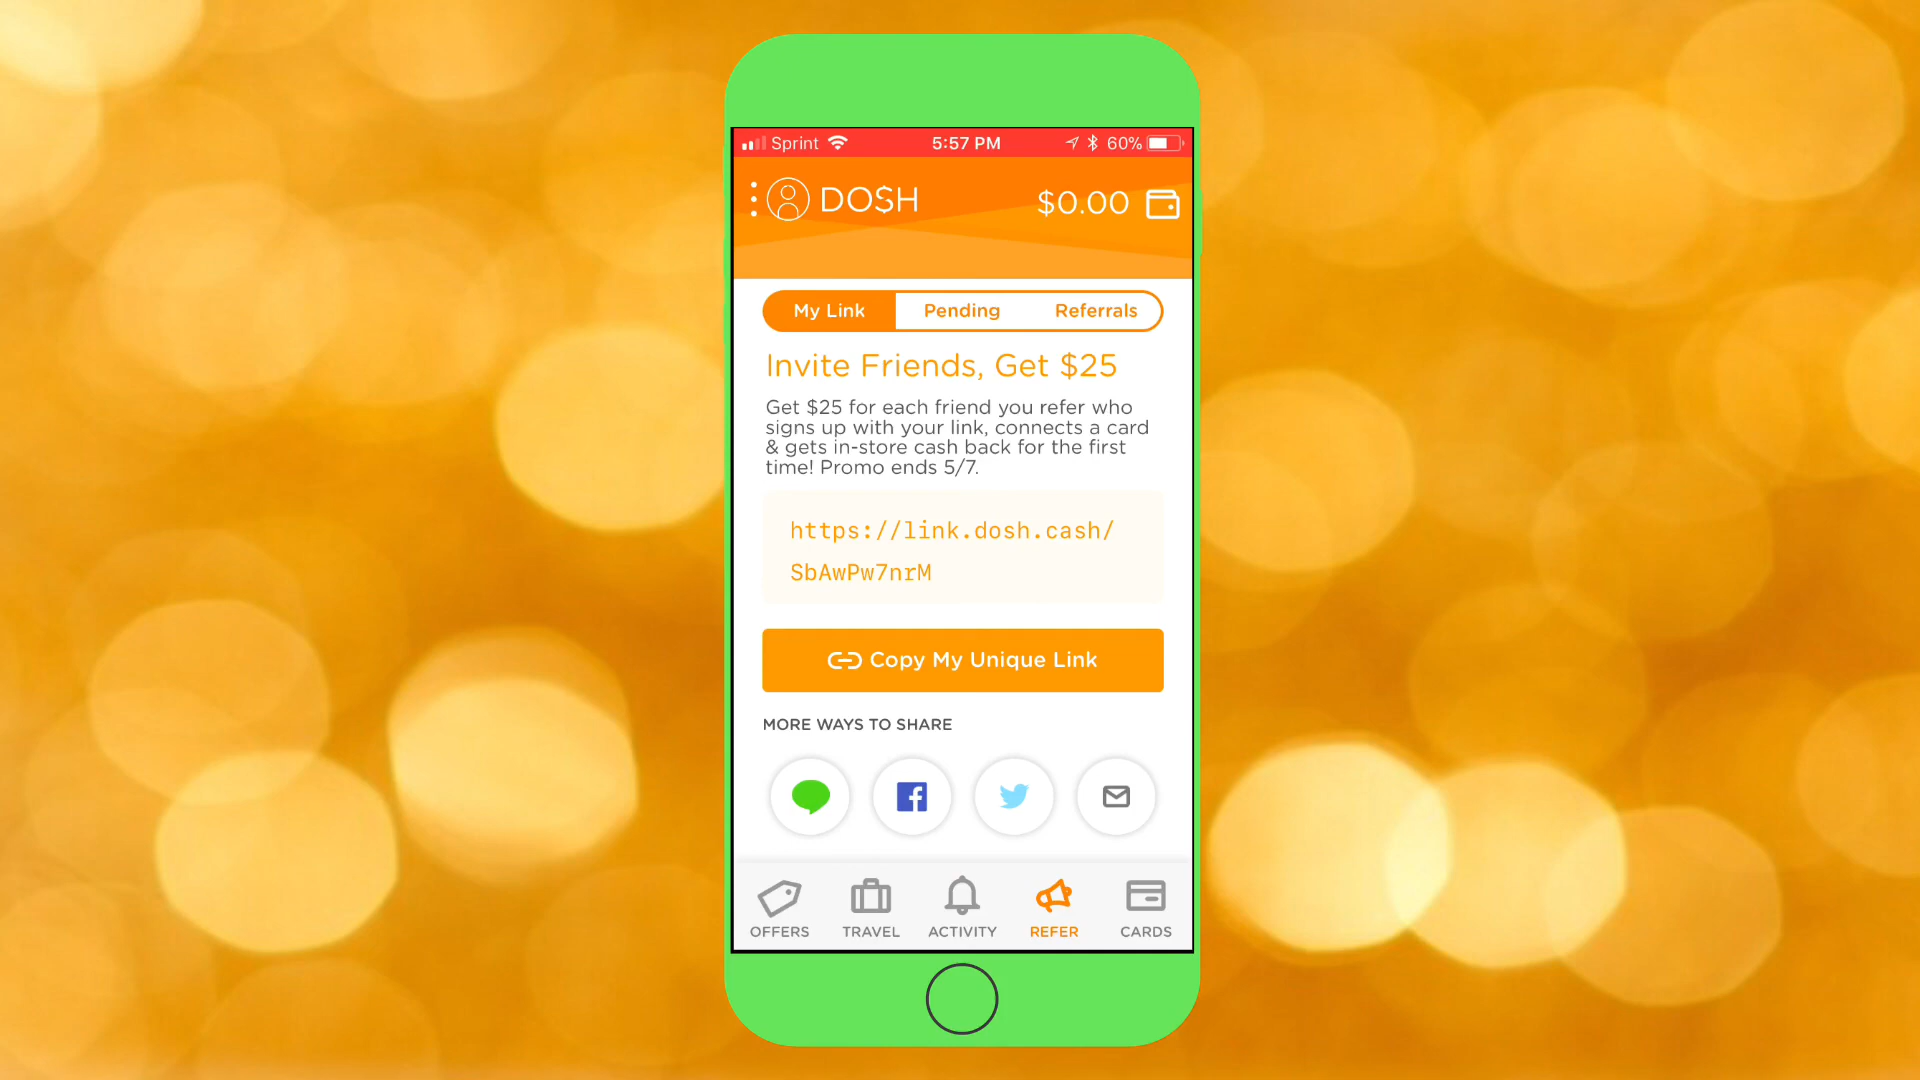 Sprint 5:57 PM 60%
DO$H $0.00
My Link Pending Referrals
Invite Friends, Get $25
Get $25 for each friend you refer who
signs up with your link, connects a card
& gets in-store cash back for the first
time! Promo ends 5/7.
https://link.dosh.cash/
SbAwPw7nrM
Copy My Unique Link
MORE WAYS TO SHARE
OFFERS TRAVEL ACTIVITY REFER CARDS